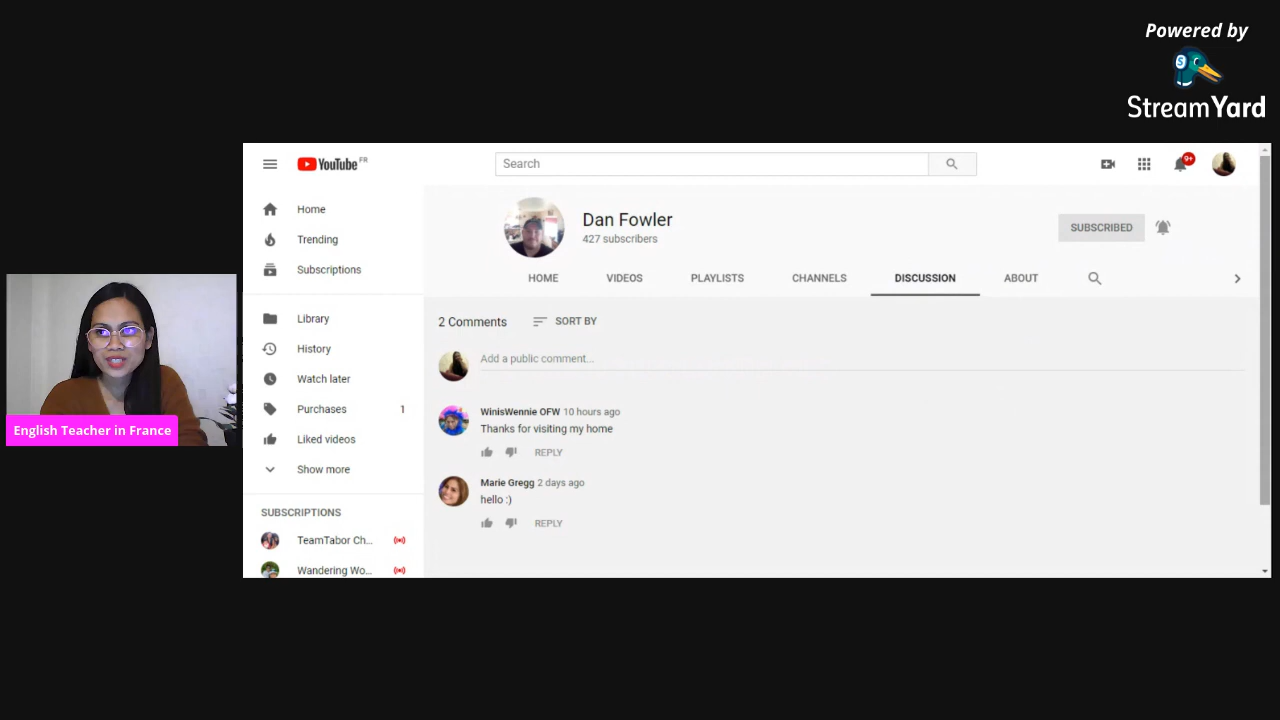 Powered by
StreamYard
YouTube FR
Search
9+
Home
Trending
Subscriptions
Library
History
Watch later
Purchases 1
Liked videos
Show more
SUBSCRIPTIONS
TeamTabor Ch...
Wandering Wo...
Dan Fowler
427 subscribers
SUBSCRIBED
HOME VIDEOS PLAYLISTS CHANNELS DISCUSSION ABOUT
2 Comments SORT BY
Add a public comment...
WinisWennie OFW 10 hours ago
Thanks for visiting my home
REPLY
Marie Gregg 2 days ago
hello :)
REPLY
English Teacher in France